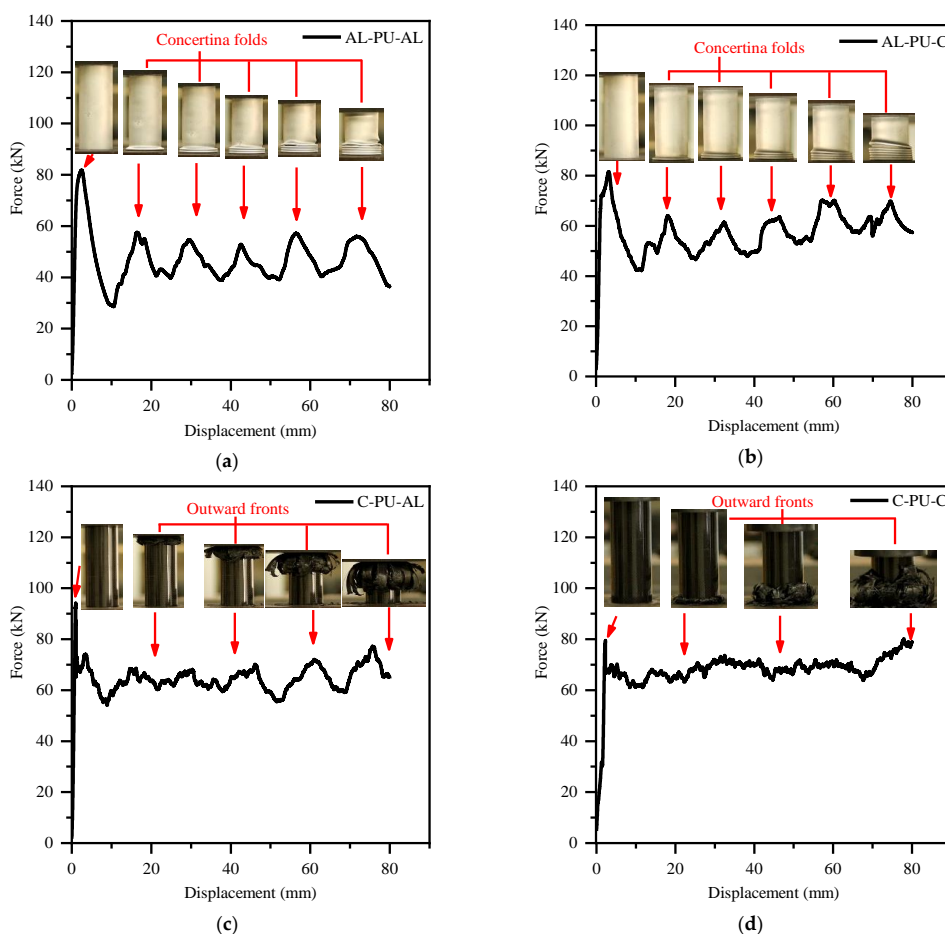 AL-PU-AL
Concertina folds
140
120
100
80
60
40
20
0
Force (kN)
0 20 40 60 80
Displacement (mm)
(a)
AL-PU-C
Concertina folds
140
120
100
80
60
40
20
0
Force (kN)
0 20 40 60 80
Displacement (mm)
(b)
C-PU-AL
Outward fronts
140
120
100
80
60
40
20
0
Force (kN)
0 20 40 60 80
Displacement (mm)
(c)
C-PU-C
Outward fronts
140
120
100
80
60
40
20
0
Force (kN)
0 20 40 60 80
Displacement (mm)
(d)